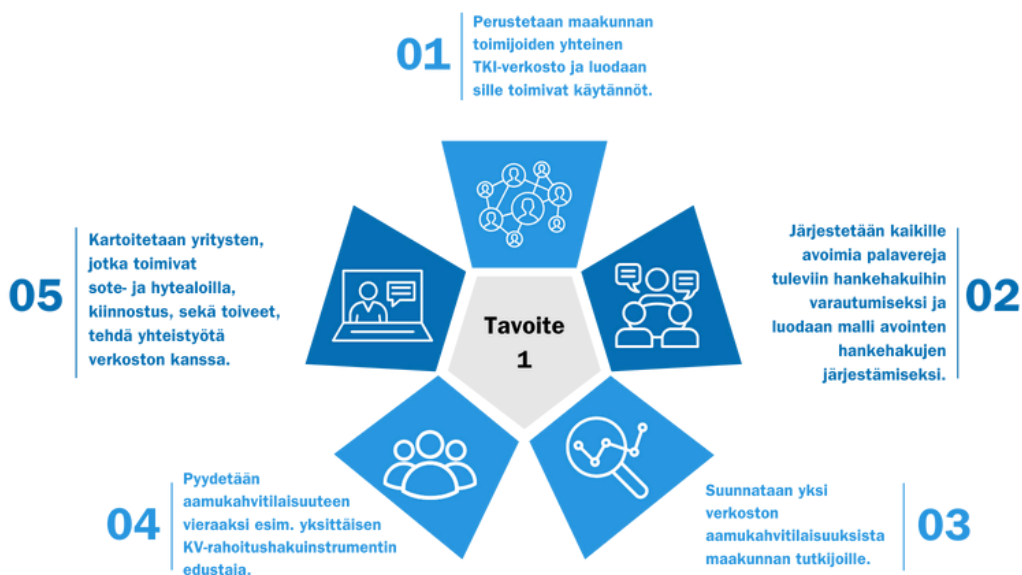 01
Perustetaan maakunnan
toimijoiden yhteinen
TKI-verkosto ja luodaan
sille toimivat käytännöt.
02
Järjestetään kaikille
avoimia palavereja
tuleviin hankehakuihin
varautumiseksi ja
luodaan malli avointen
hankehakujen
järjestämiseksi.
Tavoite
1
03
Suunnataan yksi
verkoston
aamukahvitilaisuuksista
maakunnan tutkijoille.
04
Pyydetään
aamukahvitilaisuuteen
vieraaksi esim. yksittäisen
KV-rahoitushakuinstrumentin
edustaja.
05
Kartoitetaan yritysten,
jotka toimivat
sote- ja hytealoilla,
kiinnostus, sekä toiveet,
tehdä yhteistyötä
verkoston kanssa.